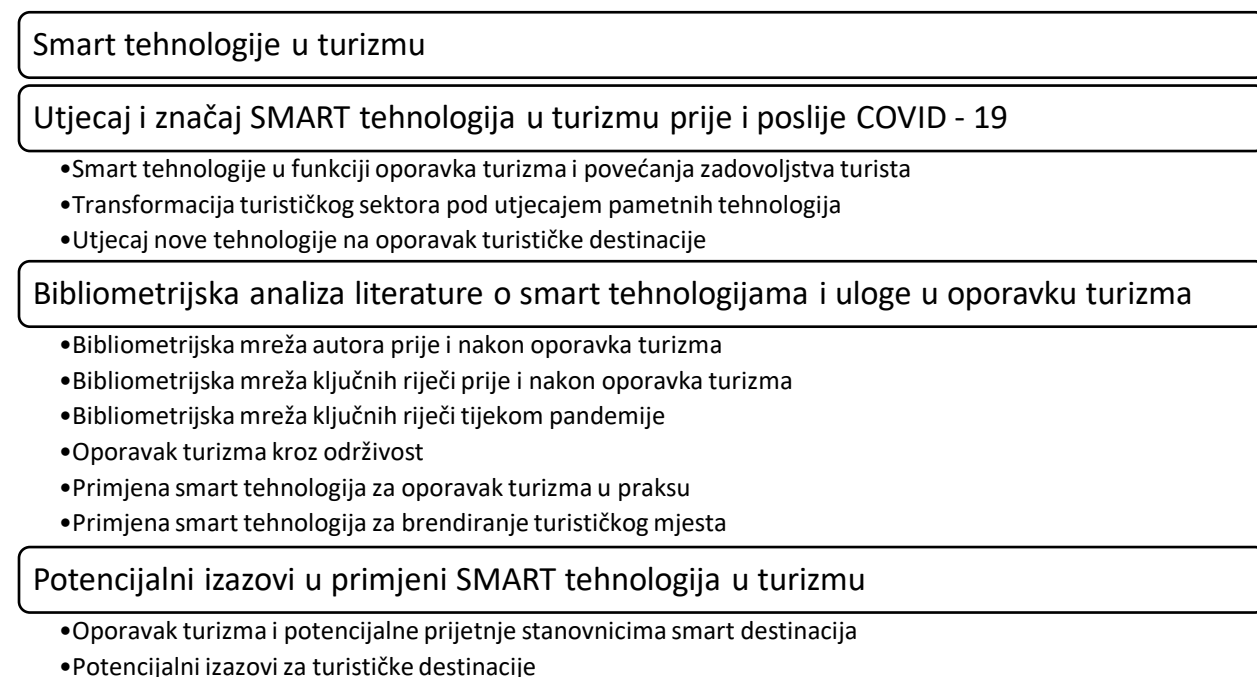 Smart tehnologije u turizmu
Utjecaj i značaj SMART tehnologija u turizmu prije i poslije COVID - 19
•Smart tehnologije u funkciji oporavka turizma i povećanja zadovoljstva turista
•Transformacija turističkog sektora pod utjecajem pametnih tehnologija
•Utjecaj nove tehnologije na oporavak turističke destinacije
Bibliometrijska analiza literature o smart tehnologijama i uloge u oporavku turizma
•Bibliometrijska mreža autora prije i nakon oporavka turizma
•Bibliometrijska mreža ključnih riječi prije i nakon oporavka turizma
•Bibliometrijska mreža ključnih riječi tijekom pandemije
•Oporavak turizma kroz održivost
•Primjena smart tehnologija za oporavak turizma u praksu
•Primjena smart tehnologija za brendiranje turističkog mjesta
Potencijalni izazovi u primjeni SMART tehnologija u turizmu
•Oporavak turizma i potencijalne prijetnje stanovnicima smart destinacija
•Potencijalni izazovi za turističke destinacije